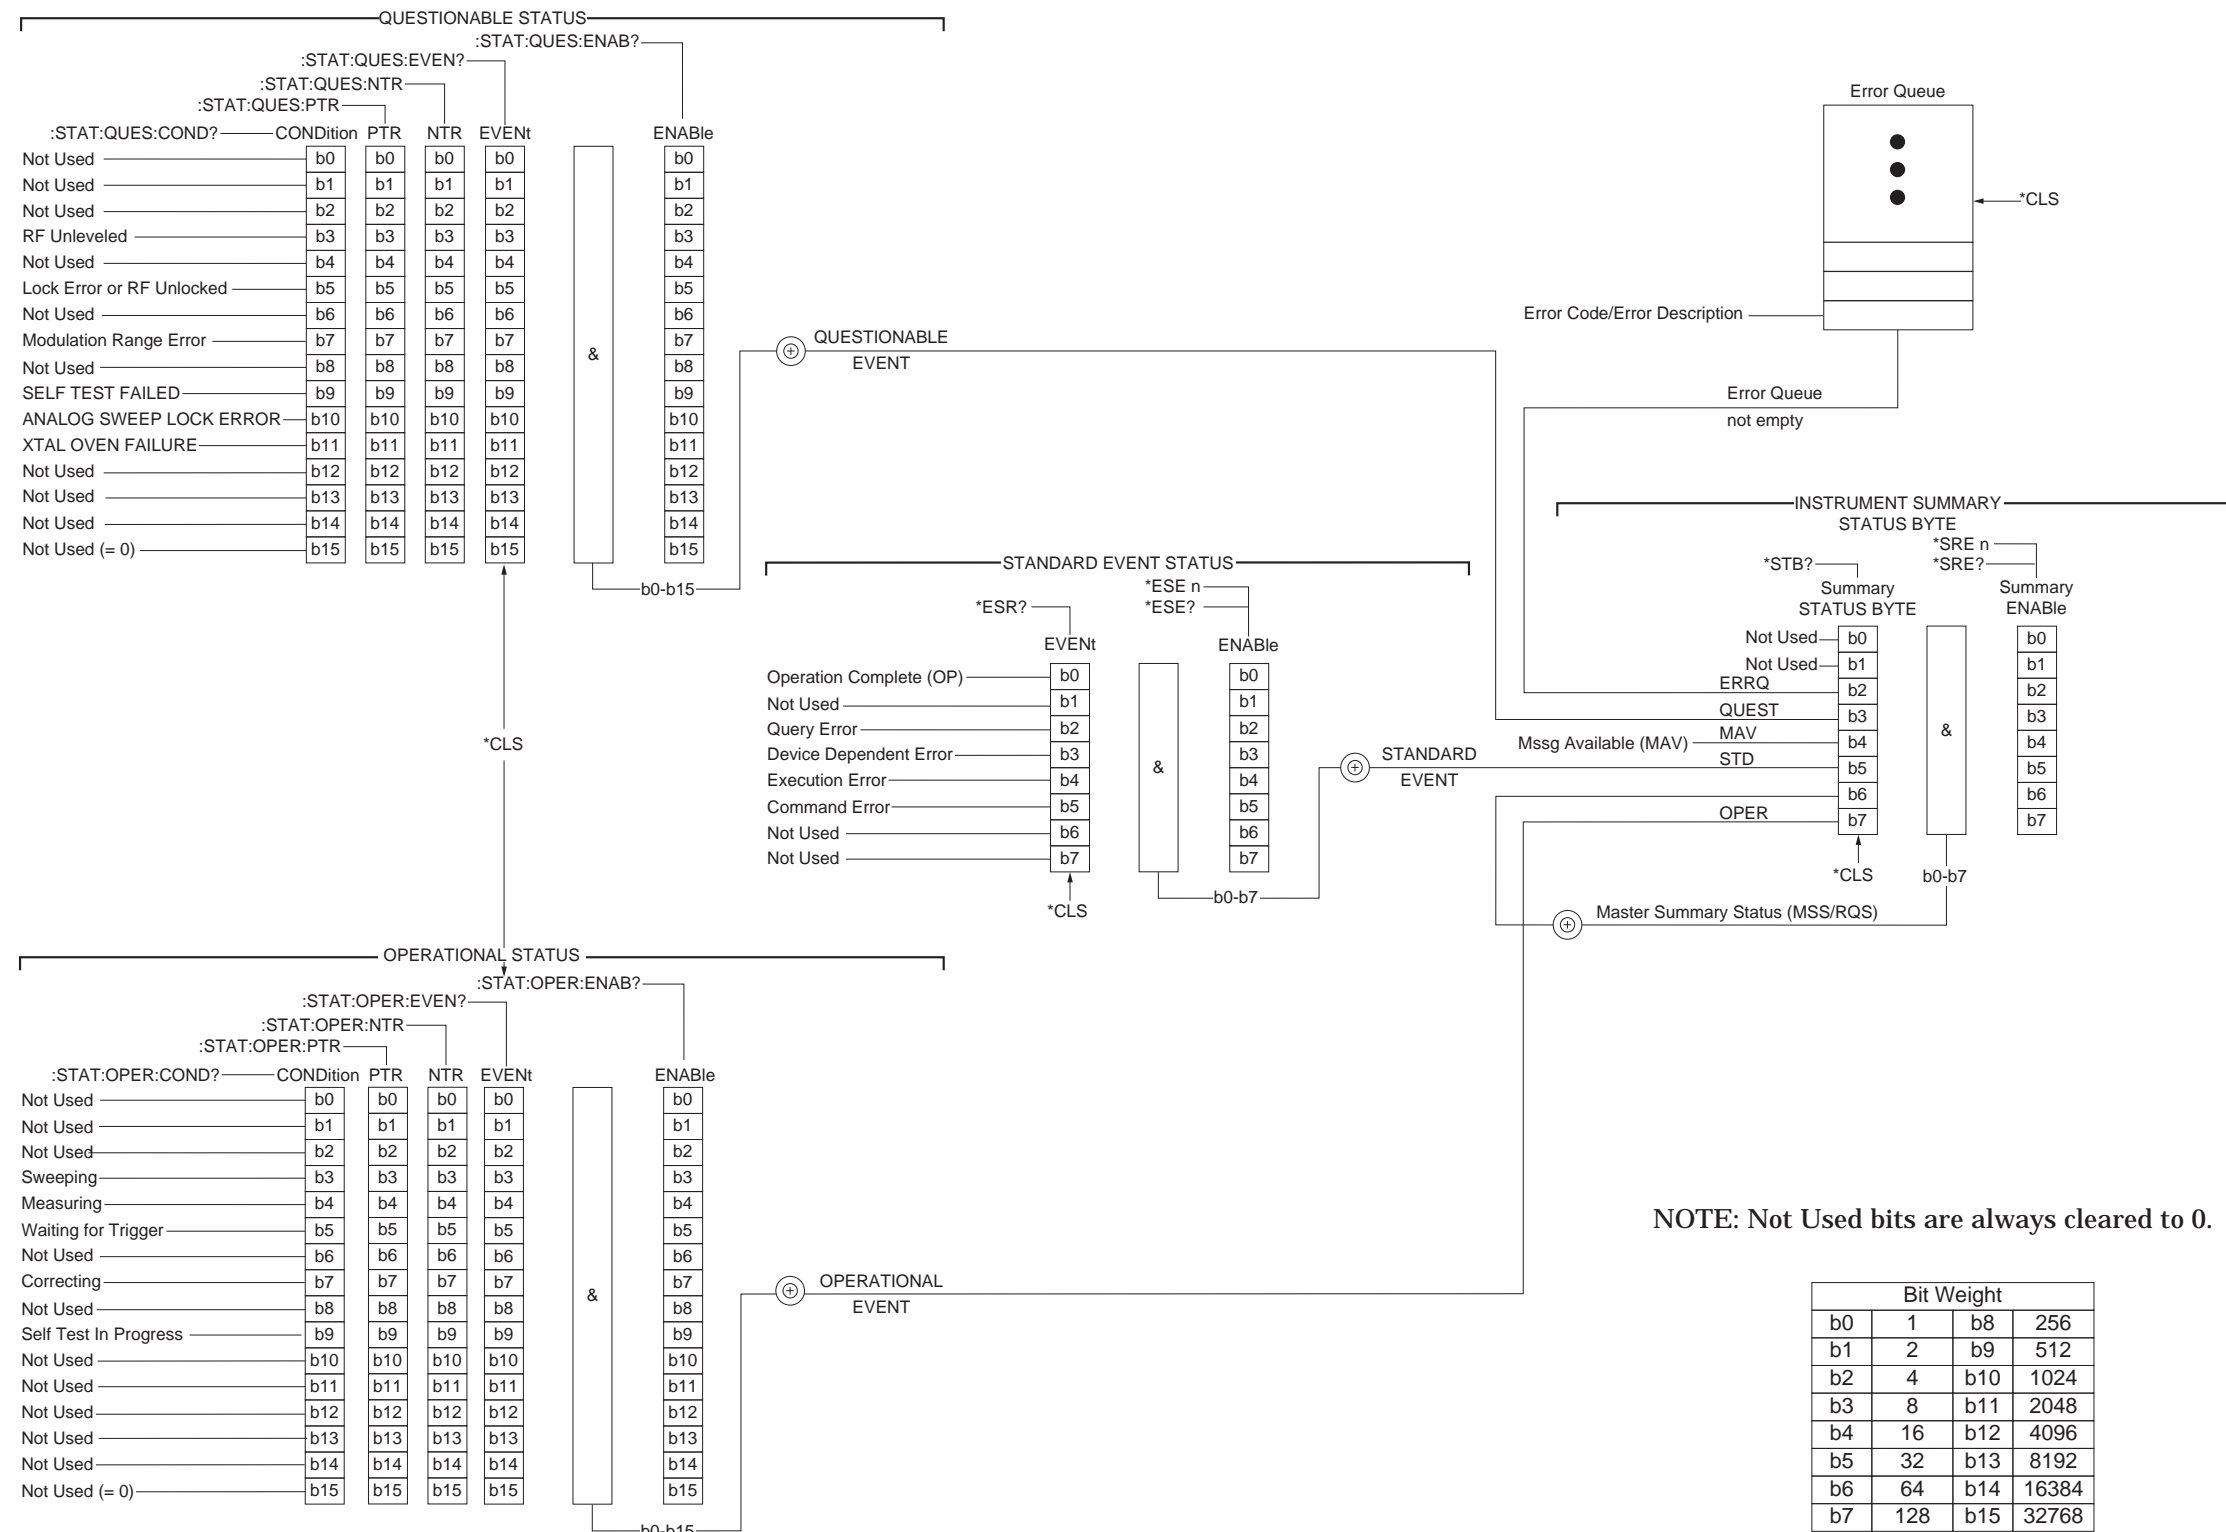 QUESTIONABLE STATUS
:STAT:QUES:ENAB?
:STAT:QUES:EVEN?
:STAT:QUES:NTR
:STAT:QUES:PTR
:STAT:QUES:COND? CONDition PTR NTR EVENt ENABle
Not Used b0 b0 b0 b0 b0
Not Used b1 b1 b1 b1 b1
Not Used b2 b2 b2 b2 b2
RF Unleveled b3 b3 b3 b3 b3
Not Used b4 b4 b4 b4 b4
Lock Error or RF Unlocked b5 b5 b5 b5 b5
Not Used b6 b6 b6 b6 b6
Modulation Range Error b7 b7 b7 b7 b7
&
Not Used b8 b8 b8 b8 b8
SELF TEST FAILED b9 b9 b9 b9 b9
ANALOG SWEEP LOCK ERROR b10 b10 b10 b10 b10
XTAL OVEN FAILURE b11 b11 b11 b11 b11
Not Used b12 b12 b12 b12 b12
Not Used b13 b13 b13 b13 b13
Not Used b14 b14 b14 b14 b14
Not Used (= 0) b15 b15 b15 b15 b15
b0-b15
QUESTIONABLE
EVENT
*CLS
Error Queue
*CLS
Error Code/Error Description
Error Queue
not empty
STANDARD EVENT STATUS
*ESE n
*ESR? *ESE?
EVENt ENABle
Operation Complete (OP) b0 b0
Not Used b1 b1
Query Error b2 b2
Device Dependent Error b3 b3
&
Execution Error b4 b4
Command Error b5 b5
Not Used b6 b6
Not Used b7 b7
b0-b7
*CLS
STANDARD
EVENT
INSTRUMENT SUMMARY
STATUS BYTE
*SRE n
*STB? *SRE?
Summary Summary
STATUS BYTE ENABle
Not Used b0 b0
Not Used b1 b1
ERRQ b2 b2
QUEST b3 b3
&
Mssg Available (MAV) MAV b4 b4
STD b5 b5
b6 b6
OPER b7 b7
*CLS b0-b7
Master Summary Status (MSS/RQS)
OPERATIONAL STATUS
:STAT:OPER:ENAB?
:STAT:OPER:EVEN?
:STAT:OPER:NTR
:STAT:OPER:PTR
:STAT:OPER:COND? CONDition PTR NTR EVENt ENABle
Not Used b0 b0 b0 b0 b0
Not Used b1 b1 b1 b1 b1
Not Used b2 b2 b2 b2 b2
Sweeping b3 b3 b3 b3 b3
Measuring b4 b4 b4 b4 b4
Waiting for Trigger b5 b5 b5 b5 b5
Not Used b6 b6 b6 b6 b6
Correcting b7 b7 b7 b7 b7
&
Not Used b8 b8 b8 b8 b8
Self Test In Progress b9 b9 b9 b9 b9
Not Used b10 b10 b10 b10 b10
Not Used b11 b11 b11 b11 b11
Not Used b12 b12 b12 b12 b12
Not Used b13 b13 b13 b13 b13
Not Used b14 b14 b14 b14 b14
Not Used (= 0) b15 b15 b15 b15 b15
b0-b15
OPERATIONAL
EVENT
NOTE: Not Used bits are always cleared to 0.
Bit Weight
b0 1 b8 256
b1 2 b9 512
b2 4 b10 1024
b3 8 b11 2048
b4 16 b12 4096
b5 32 b13 8192
b6 64 b14 16384
b7 128 b15 32768